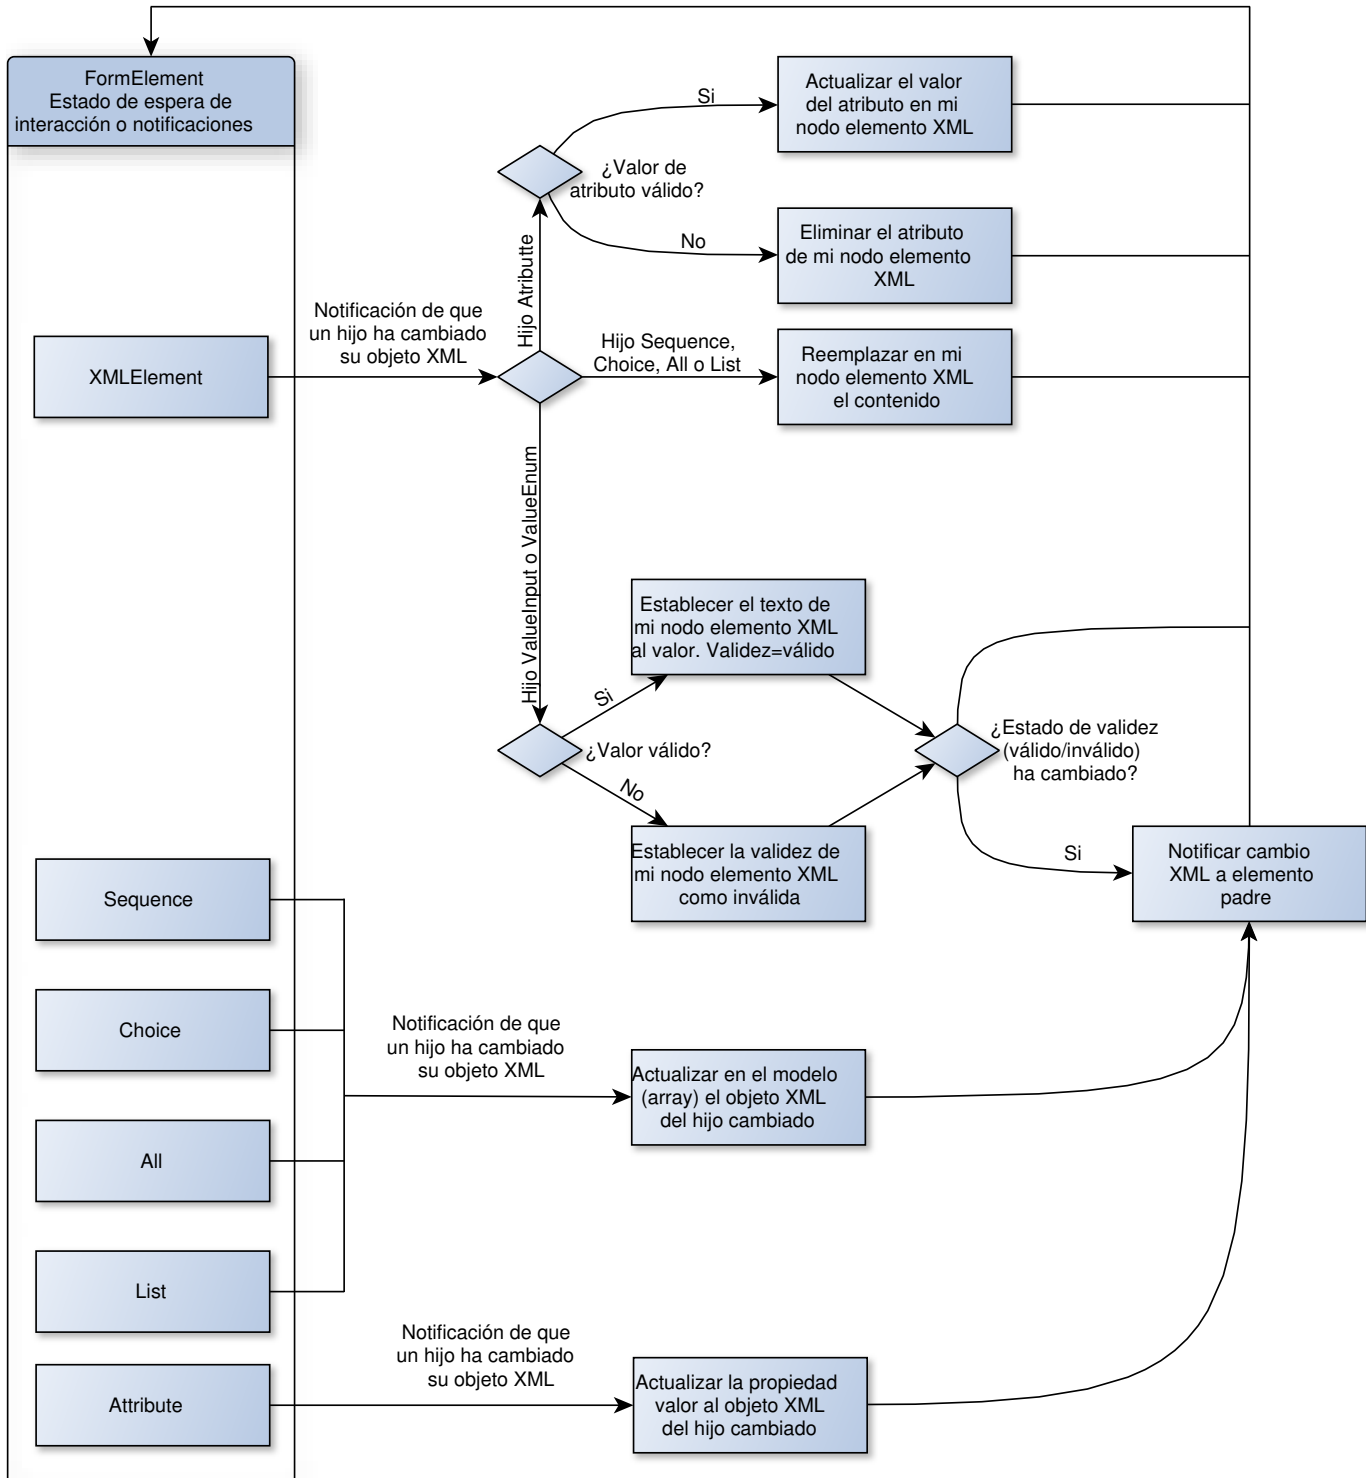 FormElement
Estado de espera de
interacción o notificaciones
XMLElement
Notificación de que
un hijo ha cambiado
su objeto XML
Hijo Atributte
¿Valor de
atributo válido?
Si
Actualizar el valor
del atributo en mi
nodo elemento XML
No
Eliminar el atributo
de mi nodo elemento
XML
Hijo Sequence,
Choice, All o List
Reemplazar en mi
nodo elemento XML
el contenido
Hijo ValueInput o ValueEnum
¿Valor válido?
Si
Establecer el texto de
mi nodo elemento XML
al valor. Validez=válido
No
Establecer la validez de
mi nodo elemento XML
como inválida
¿Estado de validez
(válido/inválido)
ha cambiado?
Si
Notificar cambio
XML a elemento
padre
Sequence
Choice
All
List
Notificación de que
un hijo ha cambiado
su objeto XML
Actualizar en el modelo
(array) el objeto XML
del hijo cambiado
Attribute
Notificación de que
un hijo ha cambiado
su objeto XML
Actualizar la propiedad
valor al objeto XML
del hijo cambiado